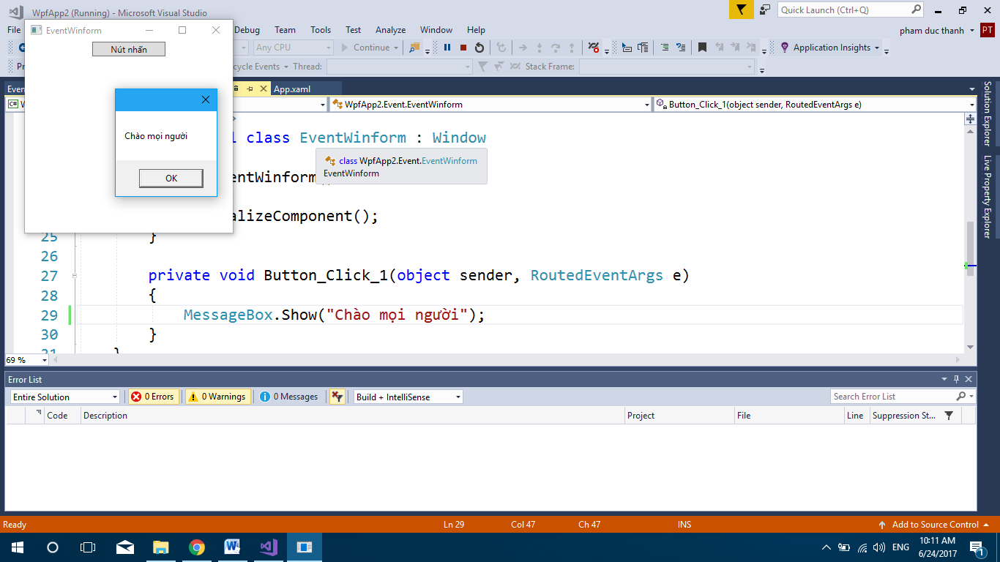 WpfApp2 (Running) - Microsoft Visual Studio
Quick Launch (Ctrl+Q)
File
Debug Team Tools Test Analyze Window Help
pham duc thanh PT
Any CPU Continue Application Insights
cycle Events Thread: Stack Frame:
App.xaml
EventWinform
Nút nhấn
Chào mọi người
OK
WpfApp2.Event.EventWinform
Button_Click_1(object sender, RoutedEventArgs e)
class EventWinform : Window
class WpfApp2.Event.EventWinform
EventWinform
entWinform()
alizeComponent();
25 }
26
27 private void Button_Click_1(object sender, RoutedEventArgs e)
28 {
29 MessageBox.Show("Chào mọi người");
30 }
31 }
69 %
Solution Explorer
Live Property Explorer
Error List
Entire Solution 0 Errors 0 Warnings 0 Messages Build + IntelliSense Search Error List
Code Description Project File Line Suppression St...
Ready Ln 29 Col 47 Ch 47 INS Add to Source Control
ENG
10:11 AM
6/24/2017
1